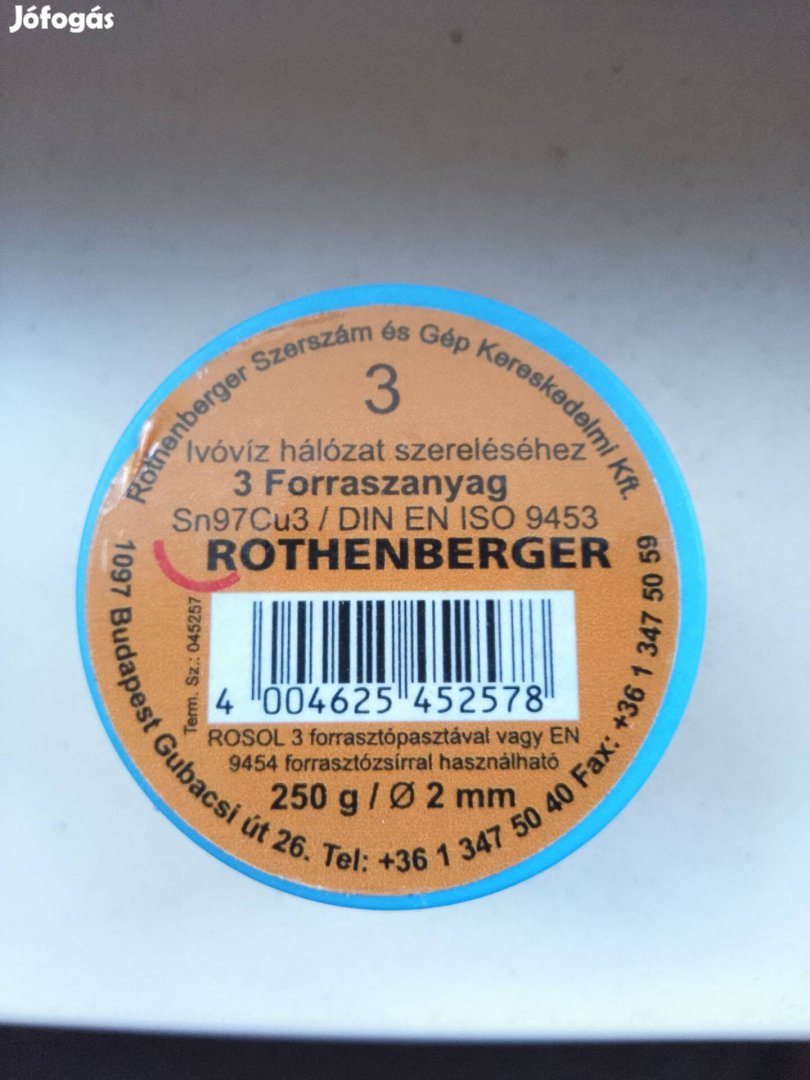 Jófogás
Rothenberger Szerszám és Gép Kereskedelmi Kft.
3
Ivóvíz hálózat szereléséhez
3 Forraszanyag
Sn97Cu3 / DIN EN ISO 9453
ROTHENBERGER
Term. Sz.: 045257
4 004625 452578
ROSOL 3 forrasztópasztával vagy EN
9454 forrasztózsírral használható
250 g / Ø 2 mm
1097 Budapest Gubacsi út 26. Tel: +36 1 347 50 40 Fax: +36 1 347 50 59